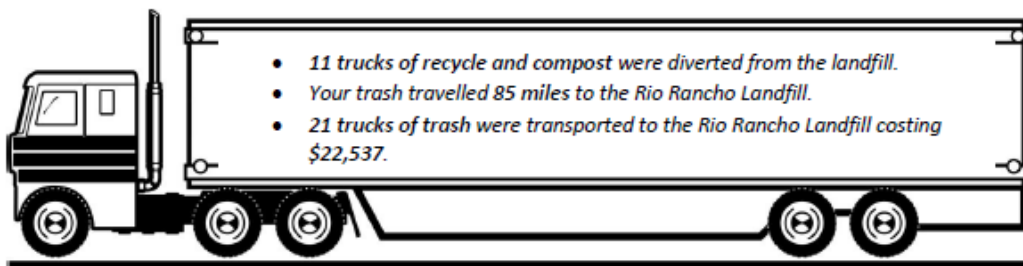 • 11 trucks of recycle and compost were diverted from the landfill.
• Your trash travelled 85 miles to the Rio Rancho Landfill.
• 21 trucks of trash were transported to the Rio Rancho Landfill costing
$22,537.